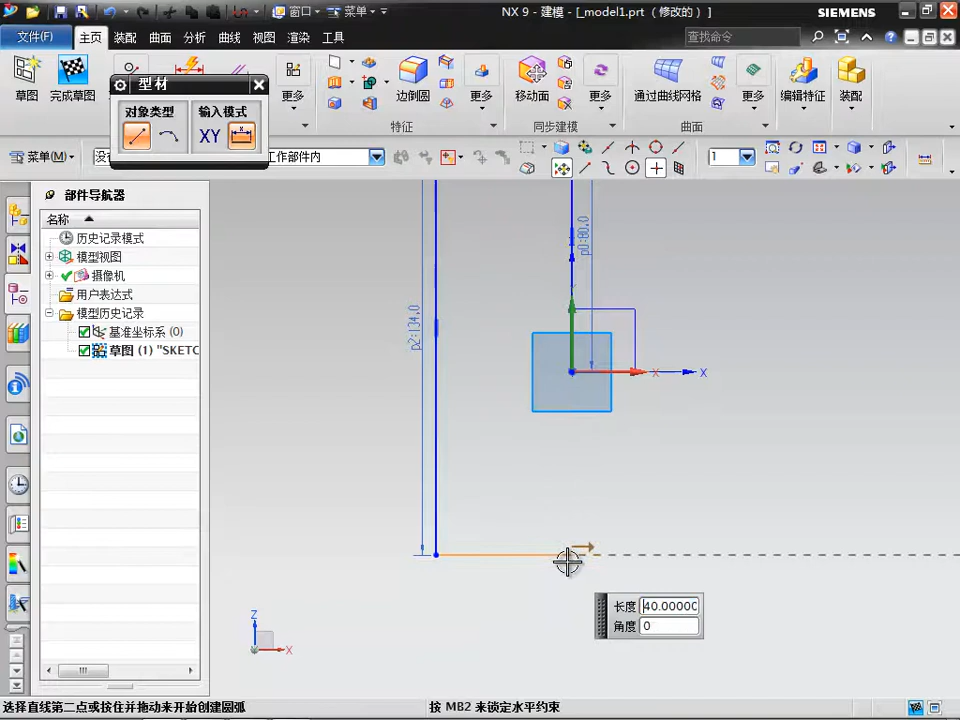 NX 9 - 建模 - [_model1.prt （修改的）]
SIEMENS
窗口
菜单
文件(F)
主页
装配
曲面
分析
曲线
视图
渲染
工具
查找命令
型材
对象类型
输入模式
XY
草图
完成草图
更多
边倒圆
更多
移动面
更多
通过曲线网格
更多
编辑特征
装配
特征
同步建模
曲面
菜单(M)
工作部件内
1
部件导航器
名称
历史记录模式
模型视图
摄像机
用户表达式
模型历史记录
基准坐标系 (0)
草图 (1) "SKETC
p2:134.0
p0:80.0
X
X
长度
40.00000
角度
0
Z
X
选择直线第二点或按住并拖动来开始创建圆弧
按 MB2 来锁定水平约束